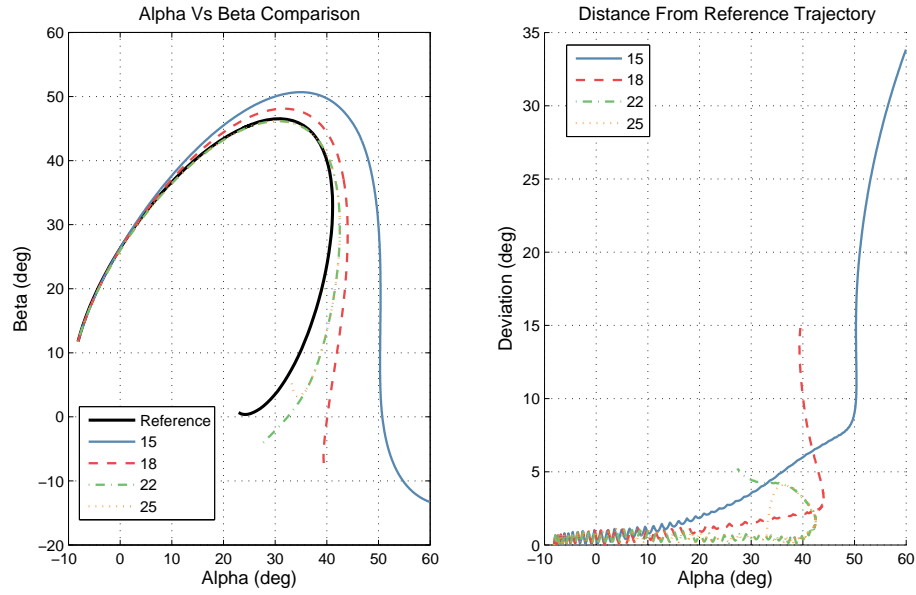 Alpha Vs Beta Comparison
60
50
40
30
20
10
0
−10
−20
Beta (deg)
Reference
15
18
22
25
−10 0 10 20 30 40 50 60
Alpha (deg)
Distance From Reference Trajectory
35
30
25
20
15
10
5
0
Deviation (deg)
15
18
22
25
−10 0 10 20 30 40 50 60
Alpha (deg)